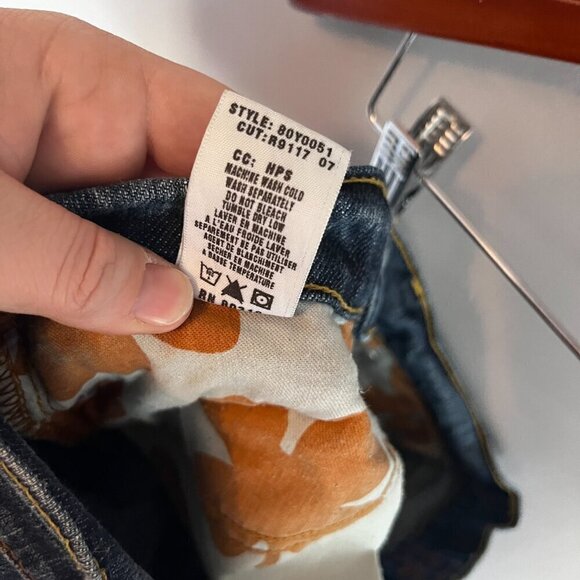 STYLE: 80Y0051
CUT:R9117 07
CC: HPS
MACHINE WASH COLD
WASH SEPARATELY
DO NOT BLEACH
TUMBLE DRY LOW
LAVER EN MACHINE
A L'EAU FROIDE LAVER
SEPAREMENT NE PAS UTILISER
AGENT DE BLANCHIMENT
SECHER EN MACHINE
A BASSE TEMPERATURE
RN